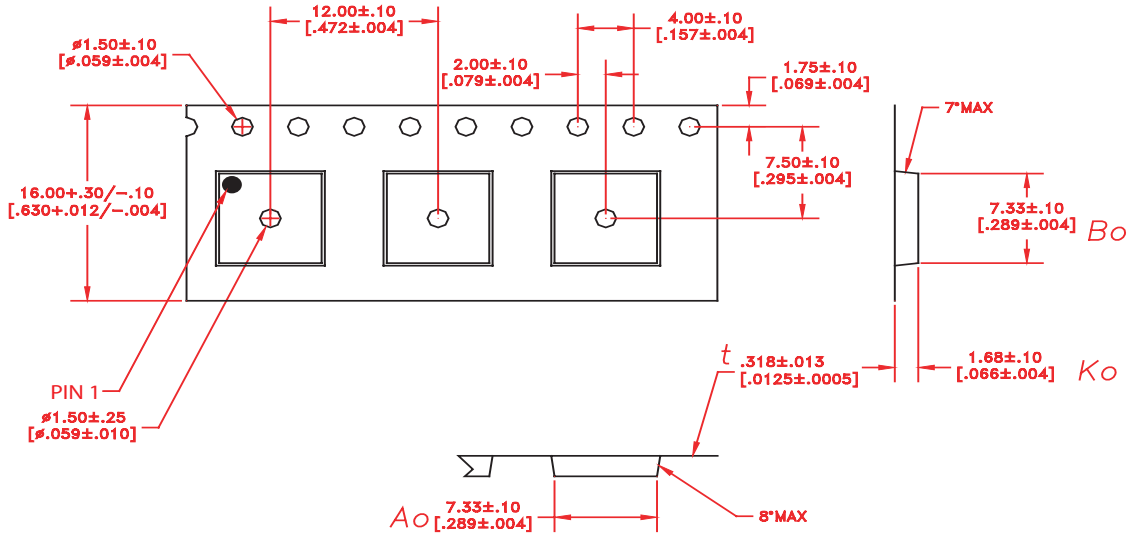 12.00±.10
[.472±.004]
4.00±.10
[.157±.004]
ø1.50±.10
[ø.059±.004]
2.00±.10
[.079±.004]
1.75±.10
[.069±.004]
7°MAX
16.00+.30/-.10
[.630+.012/-.004]
7.50±.10
[.295±.004]
7.33±.10
[.289±.004]
Bo
PIN 1
ø1.50±.25
[ø.059±.010]
t
.318±.013
[.0125±.0005]
1.68±.10
[.066±.004]
Ko
Ao
7.33±.10
[.289±.004]
8°MAX